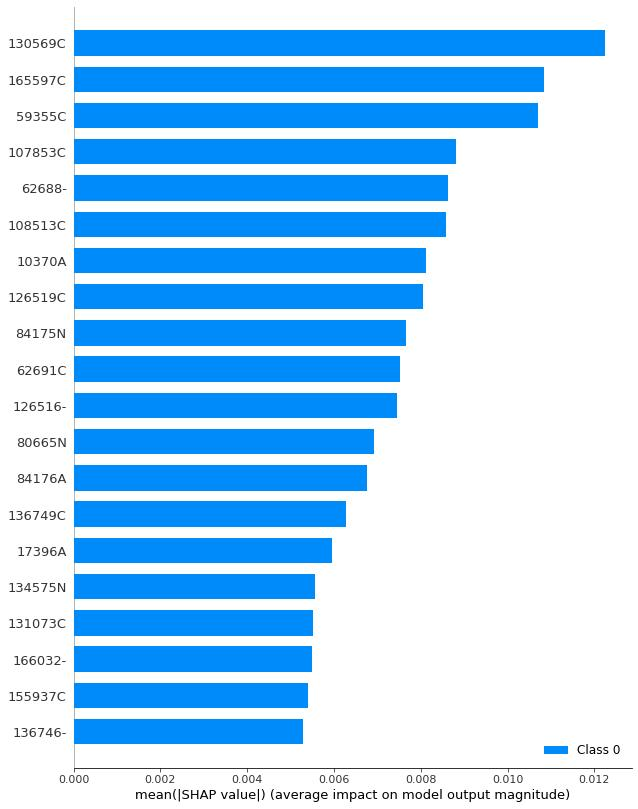 130569C
165597C
59355C
107853C
62688-
108513C
10370A
126519C
84175N
62691C
126516-
80665N
84176A
136749C
17396A
134575N
131073C
166032-
155937C
136746-
Class 0
0.000 0.002 0.004 0.006 0.008 0.010 0.012
mean(|SHAP value|) (average impact on model output magnitude)